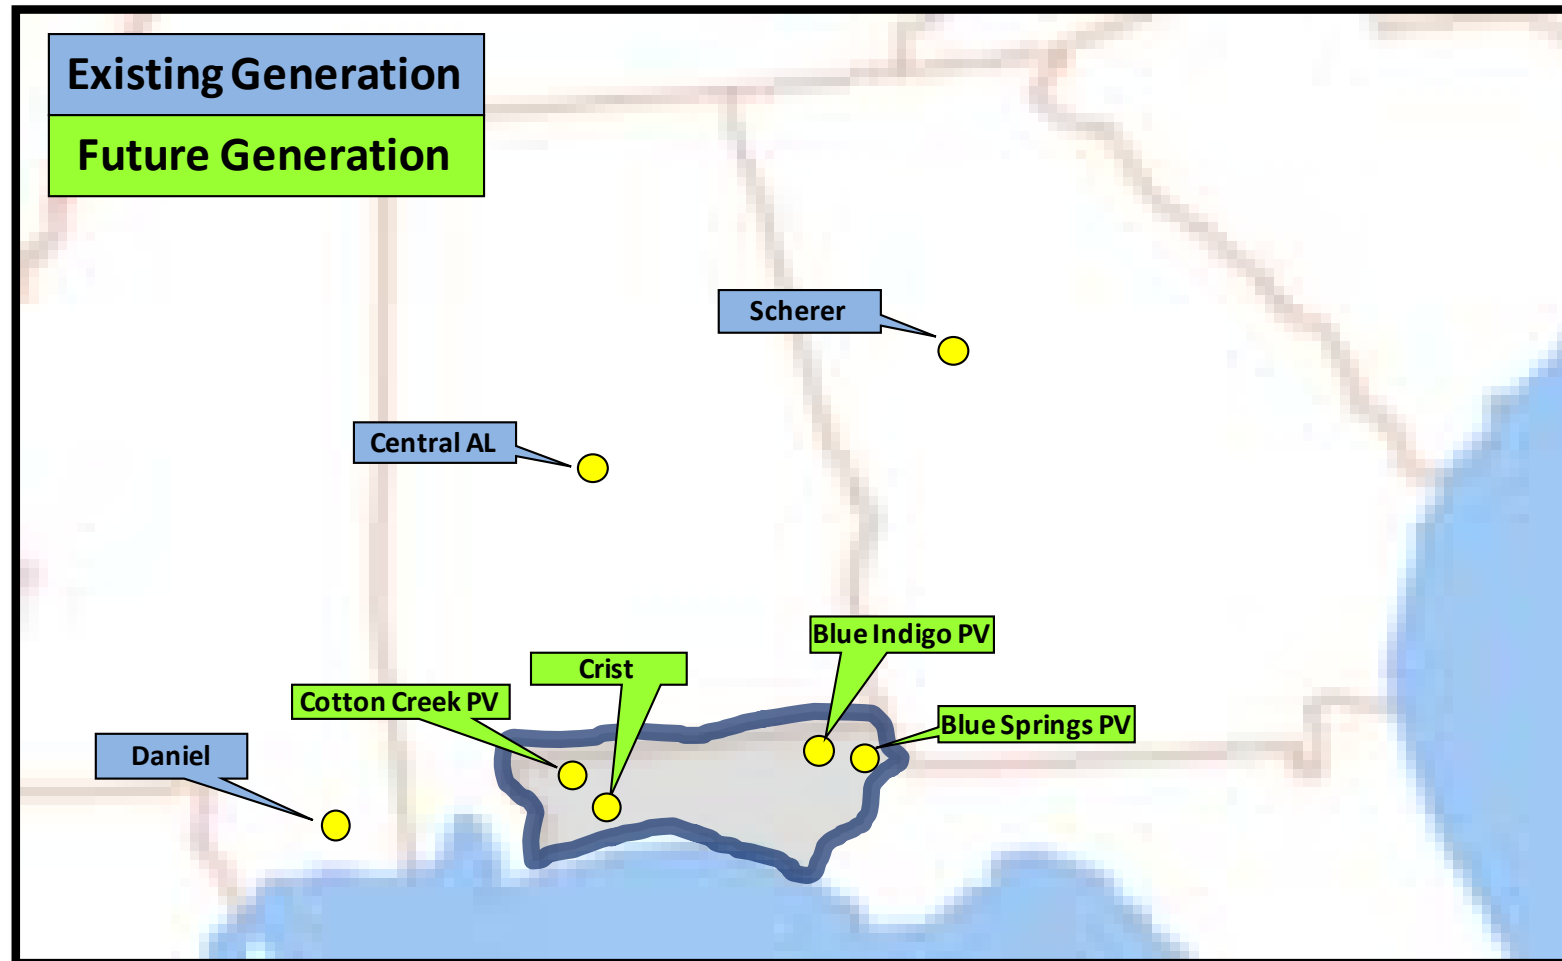 Existing Generation
Future Generation
Scherer
Central AL
Blue Indigo PV
Crist
Cotton Creek PV
Blue Springs PV
Daniel